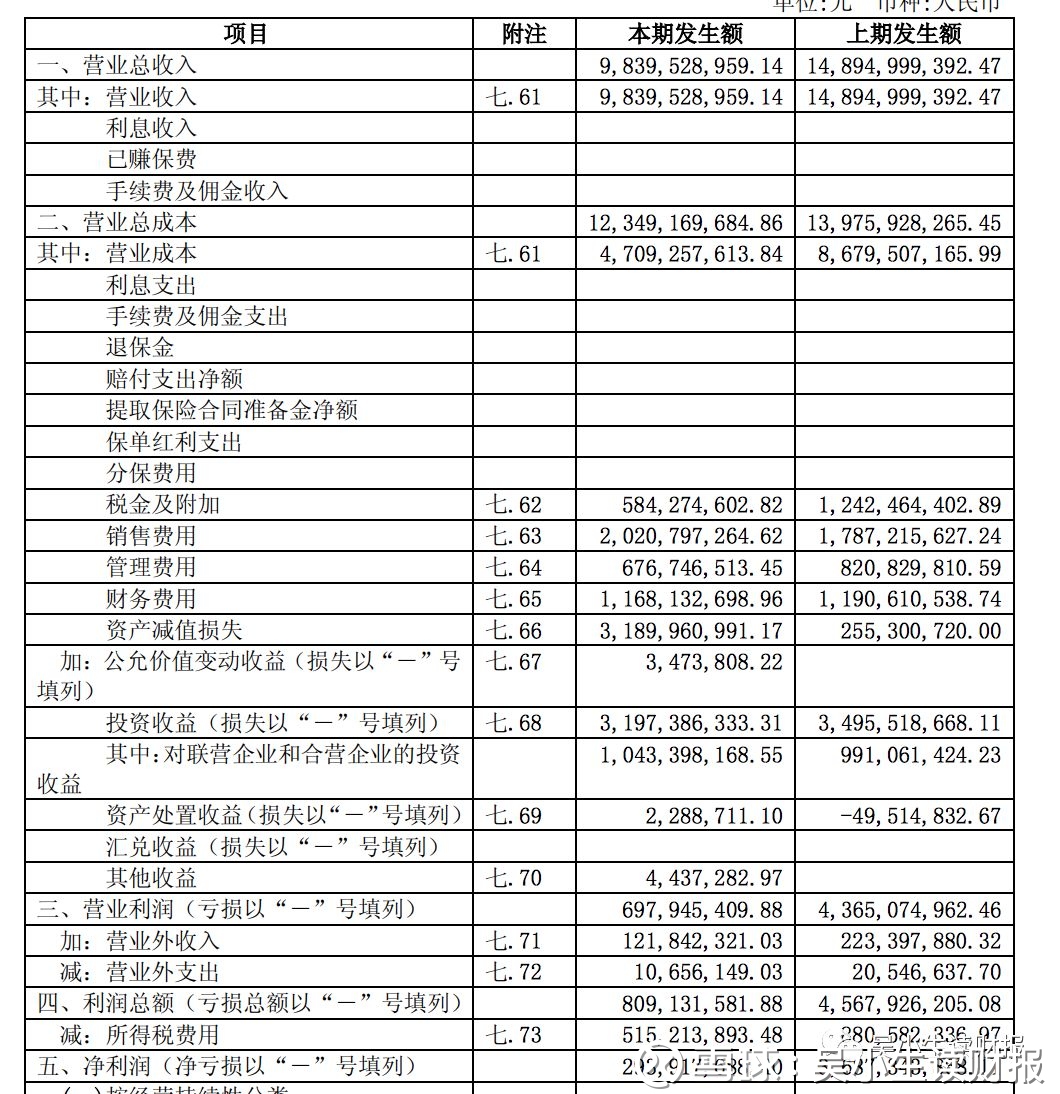 单位:元 币种:人民币
项目 附注 本期发生额 上期发生额
一、营业总收入 9,839,528,959.14 14,894,999,392.47
其中：营业收入 七.61 9,839,528,959.14 14,894,999,392.47
利息收入
已赚保费
手续费及佣金收入
二、营业总成本 12,349,169,684.86 13,975,928,265.45
其中：营业成本 七.61 4,709,257,613.84 8,679,507,165.99
利息支出
手续费及佣金支出
退保金
赔付支出净额
提取保险合同准备金净额
保单红利支出
分保费用
税金及附加 七.62 584,274,602.82 1,242,464,402.89
销售费用 七.63 2,020,797,264.62 1,787,215,627.24
管理费用 七.64 676,746,513.45 820,829,810.59
财务费用 七.65 1,168,132,698.96 1,190,610,538.74
资产减值损失 七.66 3,189,960,991.17 255,300,720.00
加：公允价值变动收益（损失以“－”号 七.67 3,473,808.22
填列）
投资收益（损失以“－”号填列） 七.68 3,197,386,333.31 3,495,518,668.11
其中：对联营企业和合营企业的投资 1,043,398,168.55 991,061,424.23
收益
资产处置收益（损失以“－”号填列） 七.69 2,288,711.10 -49,514,832.67
汇兑收益（损失以“－”号填列）
其他收益 七.70 4,437,282.97
三、营业利润（亏损以“－”号填列） 697,945,409.88 4,365,074,962.46
加：营业外收入 七.71 121,842,321.03 223,397,880.32
减：营业外支出 七.72 10,656,149.03 20,546,637.70
四、利润总额（亏损总额以“－”号填列） 809,131,581.88 4,567,926,205.08
减：所得税费用 七.73 515,213,893.48
五、净利润（净亏损以“－”号填列）
（一）按经营持续性分类